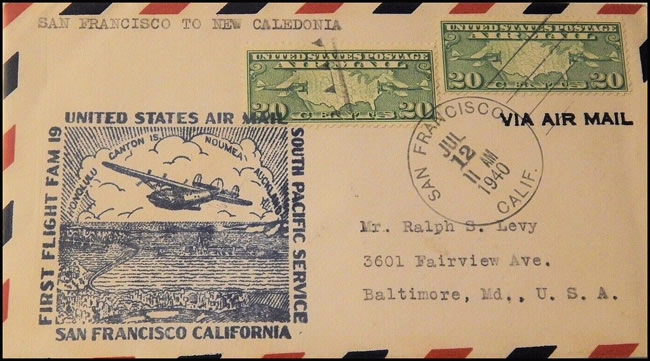 SAN FRANCISCO TO NEW CALEDONIA
UNITED STATES POSTAGE
AIR MAIL
20 CENTS 20
UNITED STATES POSTAGE
AIR MAIL
20 CENTS 20
VIA AIR MAIL
SAN FRANCISCO
JUL
12
11 AM
1940
CALIF.
UNITED STATES AIR MAIL
FIRST FLIGHT FAM 19
SOUTH PACIFIC SERVICE
HONOLULU
CANTON IS.
NOUMEA
AUCKLAND
SAN FRANCISCO CALIFORNIA
Mr. Ralph S. Levy
3601 Fairview Ave.
Baltimore, Md., U. S. A.